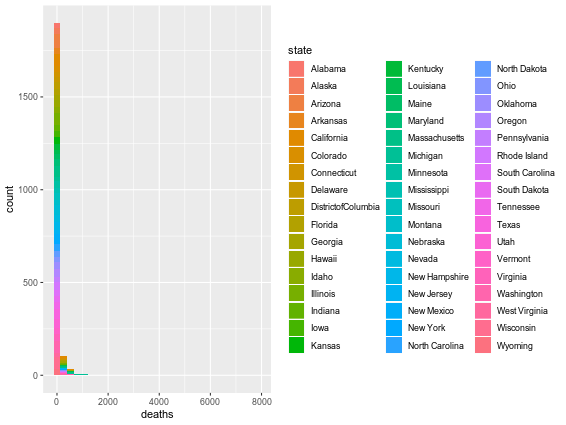 state
Alabama
Alaska
Arizona
Arkansas
California
Colorado
Connecticut
Delaware
DistrictofColumbia
Florida
Georgia
Hawaii
Idaho
Illinois
Indiana
Iowa
Kansas
Kentucky
Louisiana
Maine
Maryland
Massachusetts
Michigan
Minnesota
Mississippi
Missouri
Montana
Nebraska
Nevada
New Hampshire
New Jersey
New Mexico
New York
North Carolina
North Dakota
Ohio
Oklahoma
Oregon
Pennsylvania
Rhode Island
South Carolina
South Dakota
Tennessee
Texas
Utah
Vermont
Virginia
Washington
West Virginia
Wisconsin
Wyoming
count
1500
1000
500
0
0 2000 4000 6000 8000
deaths